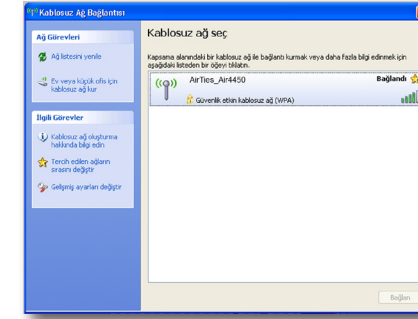 Kablosuz Ağ Bağlantısı
Ağ Görevleri
Ağ listesini yenile
Ev veya küçük ofis için
kablosuz ağ kur
İlgili Görevler
Kablosuz ağ oluşturma
hakkında bilgi edin
Tercih edilen ağların
sırasını değiştir
Gelişmiş ayarları değiştir
Kablosuz ağ seç
Kapsama alanındaki bir kablosuz ağ ile bağlantı kurmak veya daha fazla bilgi edinmek için
aşağıdaki listeden bir öğeyi tıklatın.
AirTies_Air4450
Bağlandı
Güvenlik etkin kablosuz ağ (WPA)
Bağlan